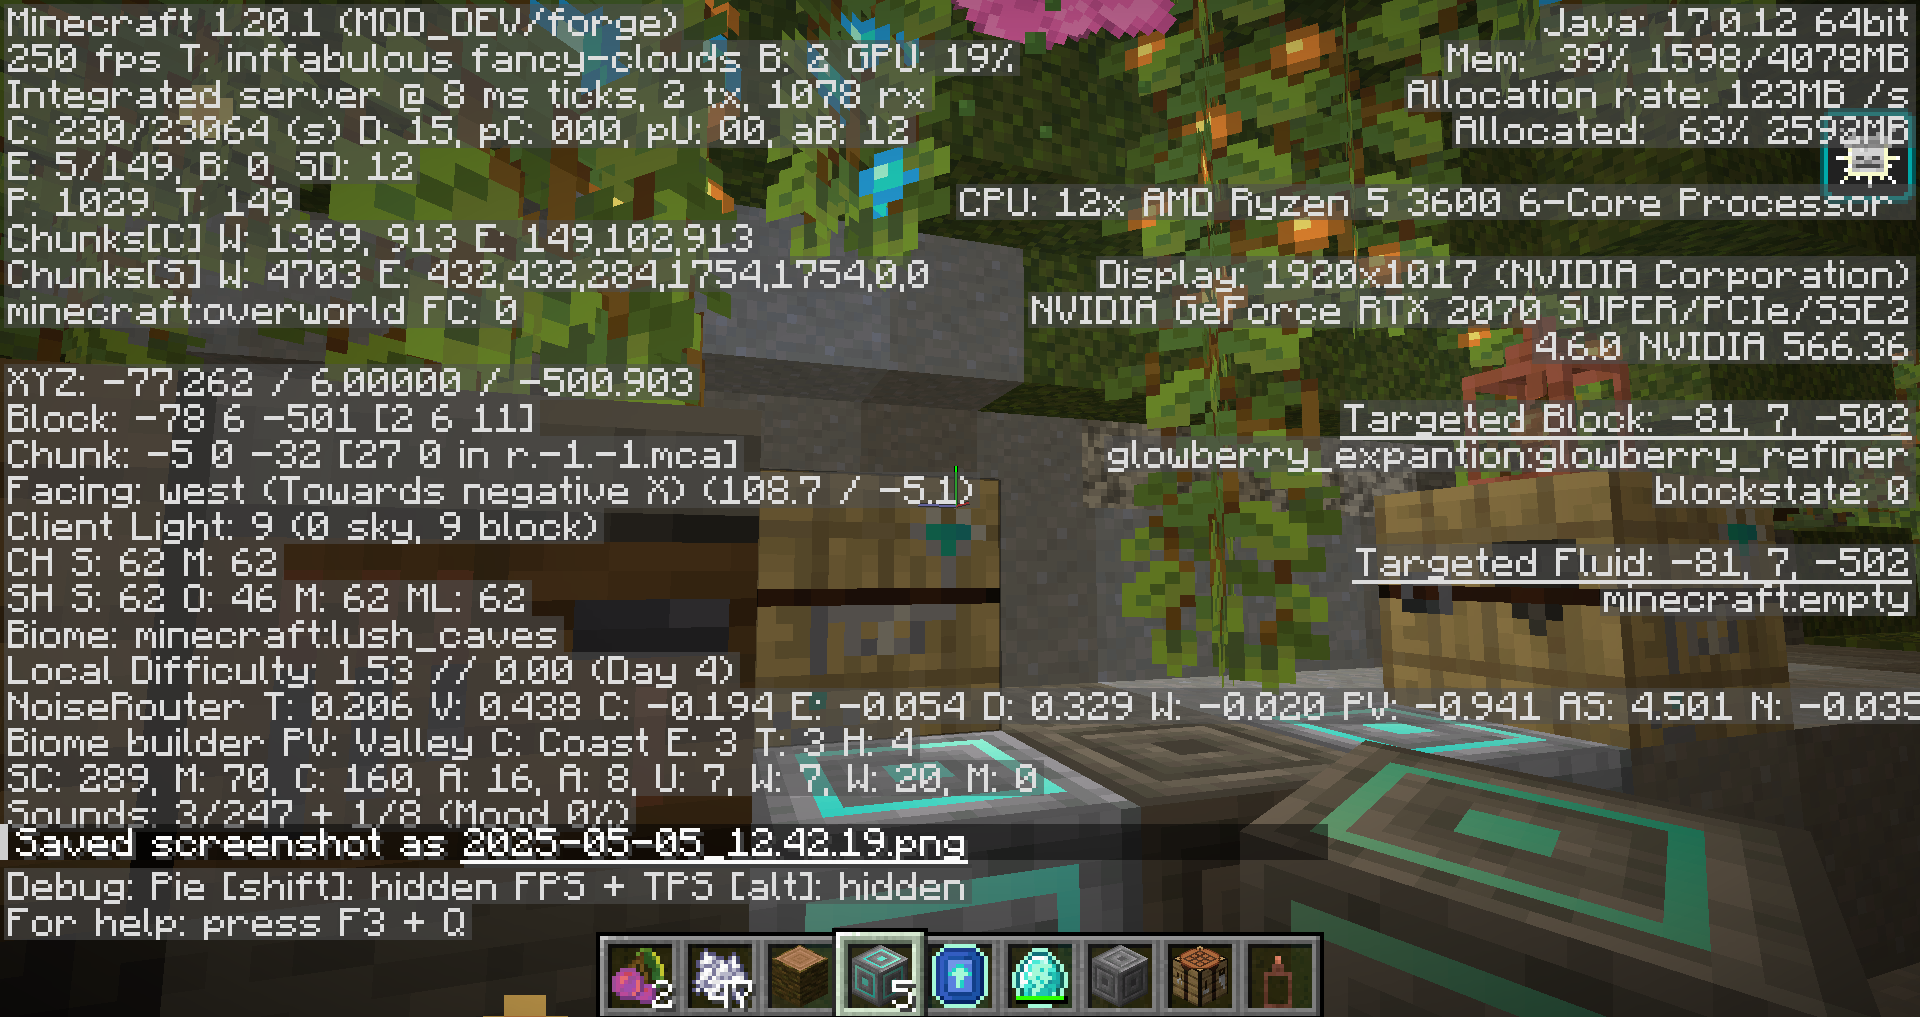 Minecraft 1.20.1 (MOD_DEV/forge)
250 fps T: inffabulous fancy-clouds B: 2 GPU: 19%
Integrated server @ 8 ms ticks, 2 tx, 1078 rx
C: 230/23064 (s) D: 15, pC: 000, pU: 00, aB: 12
E: 5/149, B: 0, SD: 12
P: 1029. T: 149
Chunks[C] W: 1369, 913 E: 149,102,913
Chunks[S] W: 4703 E: 432,432,284,1754,1754,0,0
minecraft:overworld FC: 0
XYZ: -77.262 / 6.00000 / -500.903
Block: -78 6 -501 [2 6 11]
Chunk: -5 0 -32 [27 0 in r.-1.-1.mca]
Facing: west (Towards negative X) (108.7 / -5.1)
Client Light: 9 (0 sky, 9 block)
CH S: 62 M: 62
SH S: 62 O: 46 M: 62 ML: 62
Biome: minecraft:lush_caves
Local Difficulty: 1.53 // 0.00 (Day 4)
NoiseRouter T: 0.206 V: 0.438 C: -0.194 E: -0.054 D: 0.329 W: -0.020 PV: -0.941 AS: 4.501 N: -0.035
Biome builder PV: Valley C: Coast E: 3 T: 3 H: 4
SC: 289, M: 70, C: 160, A: 16, A: 8, U: 7, W: 7, W: 20, M: 0
Sounds: 3/247 + 1/8 (Mood 0%)
Saved screenshot as 2025-05-05_12.42.19.png
Debug: Pie [shift]: hidden FPS + TPS [alt]: hidden
For help: press F3 + Q
Java: 17.0.12 64bit
Mem: 39% 1598/4078MB
Allocation rate: 123MB /s
Allocated: 63% 2592MB
CPU: 12x AMD Ryzen 5 3600 6-Core Processor
Display: 1920x1017 (NVIDIA Corporation)
NVIDIA GeForce RTX 2070 SUPER/PCIe/SSE2
4.6.0 NVIDIA 566.36
Targeted Block: -81, 7, -502
glowberry_expantion:glowberry_refiner
blockstate: 0
Targeted Fluid: -81, 7, -502
minecraft:empty
2
47
5